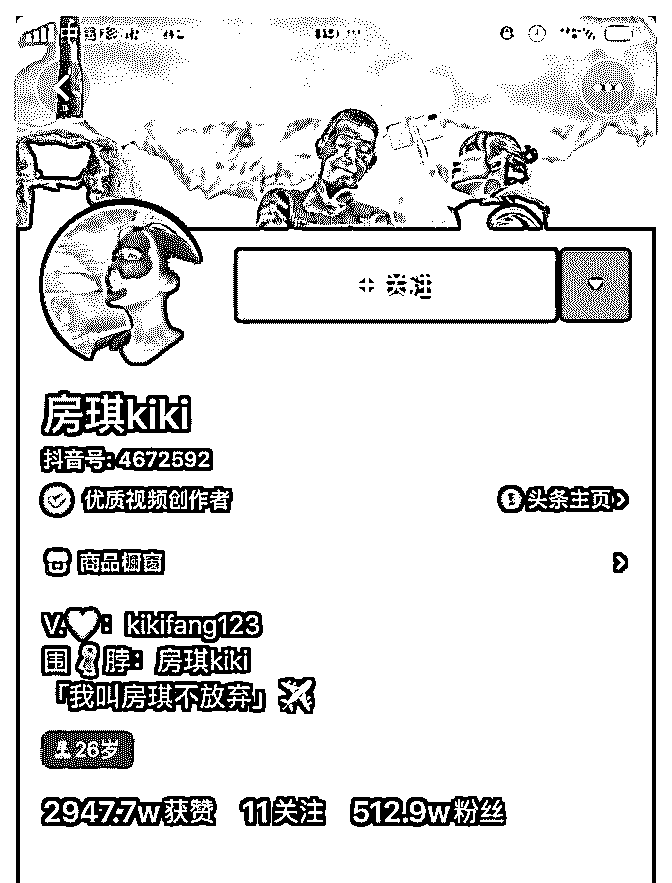 + 关注
房琪kiki
抖音号: 4672592
优质视频创作者 头条主页
商品橱窗
V.♥: kikifang123
围🧣脖: 房琪kiki
「我叫房琪不放弃」✈
26岁
2947.7w获赞 11关注 512.9w粉丝